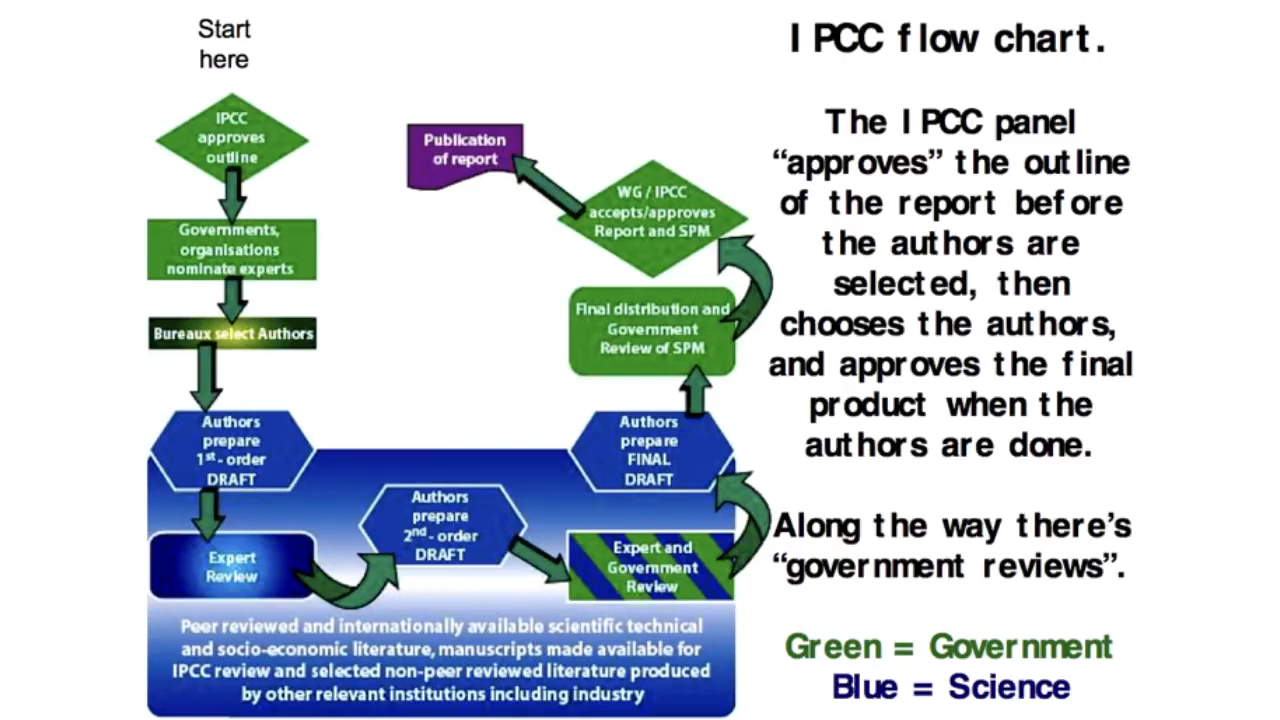 Start
here
IPCC
approves
outline
Governments,
organisations
nominate experts
Bureaux select Authors
Authors
prepare
1st - order
DRAFT
Expert
Review
Authors
prepare
2nd - order
DRAFT
Expert and
Government
Review
Authors
prepare
FINAL
DRAFT
Final distribution and
Government
Review of SPM
WG / IPCC
accepts/approves
Report and SPM
Publication
of report
Peer reviewed and internationally available scientific technical
and socio-economic literature, manuscripts made available for
IPCC review and selected non-peer reviewed literature produced
by other relevant institutions including industry
IPCC flow chart.
The IPCC panel
“approves” the outline
of the report before
the authors are
selected, then
chooses the authors,
and approves the final
product when the
authors are done.
Along the way there’s
“government reviews”.
Green = Government
Blue = Science